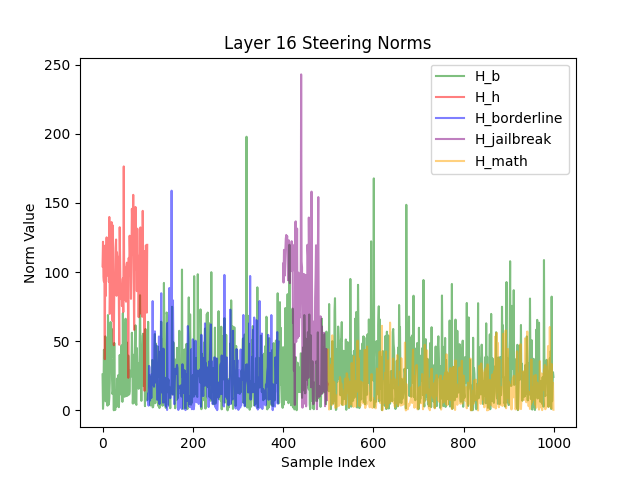 Layer 16 Steering Norms
250
200
150
100
50
0
Norm Value
0
200
400
600
800
1000
Sample Index
H_b
H_h
H_borderline
H_jailbreak
H_math